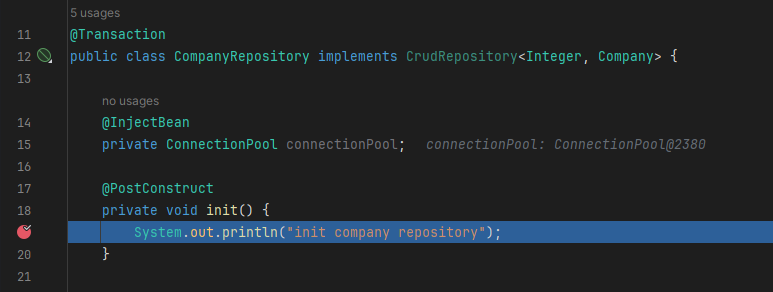 5 usages
11 @Transaction
12 public class CompanyRepository implements CrudRepository<Integer, Company> {
13
no usages
14 @InjectBean
15 private ConnectionPool connectionPool; connectionPool: ConnectionPool@2380
16
17 @PostConstruct
18 private void init() {
System.out.println("init company repository");
20 }
21